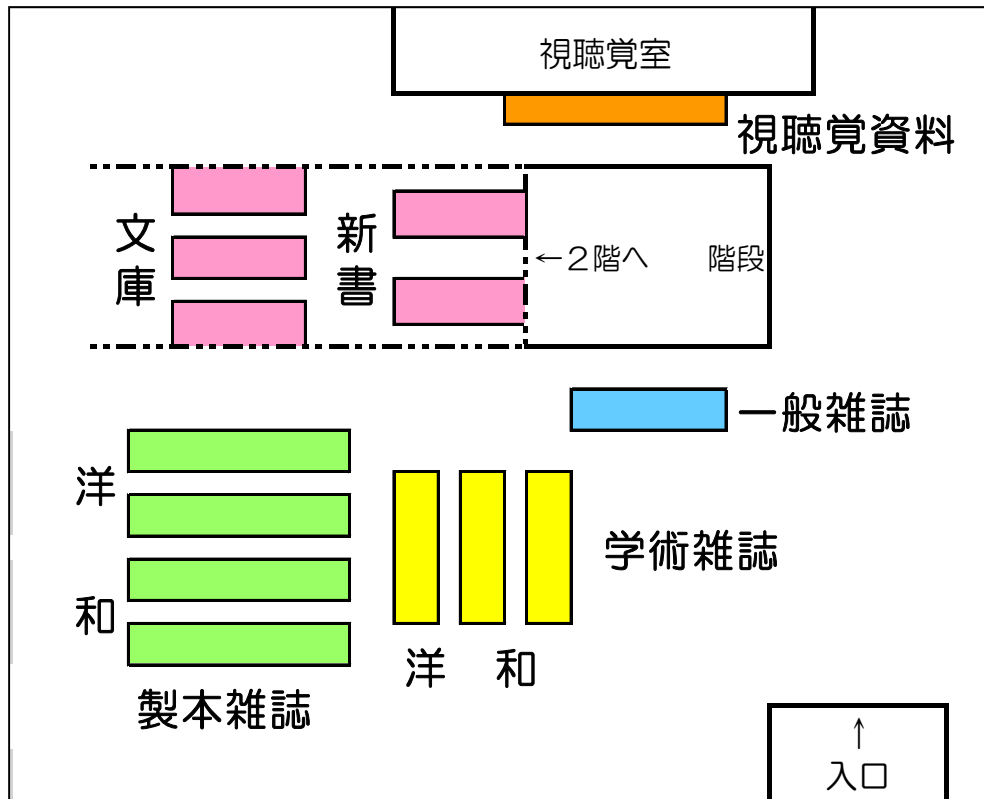 視聴覚室
視聴覚資料
文庫
新書
←2階へ
階段
一般雑誌
洋
和
製本雑誌
学術雑誌
洋 和
↑
入口